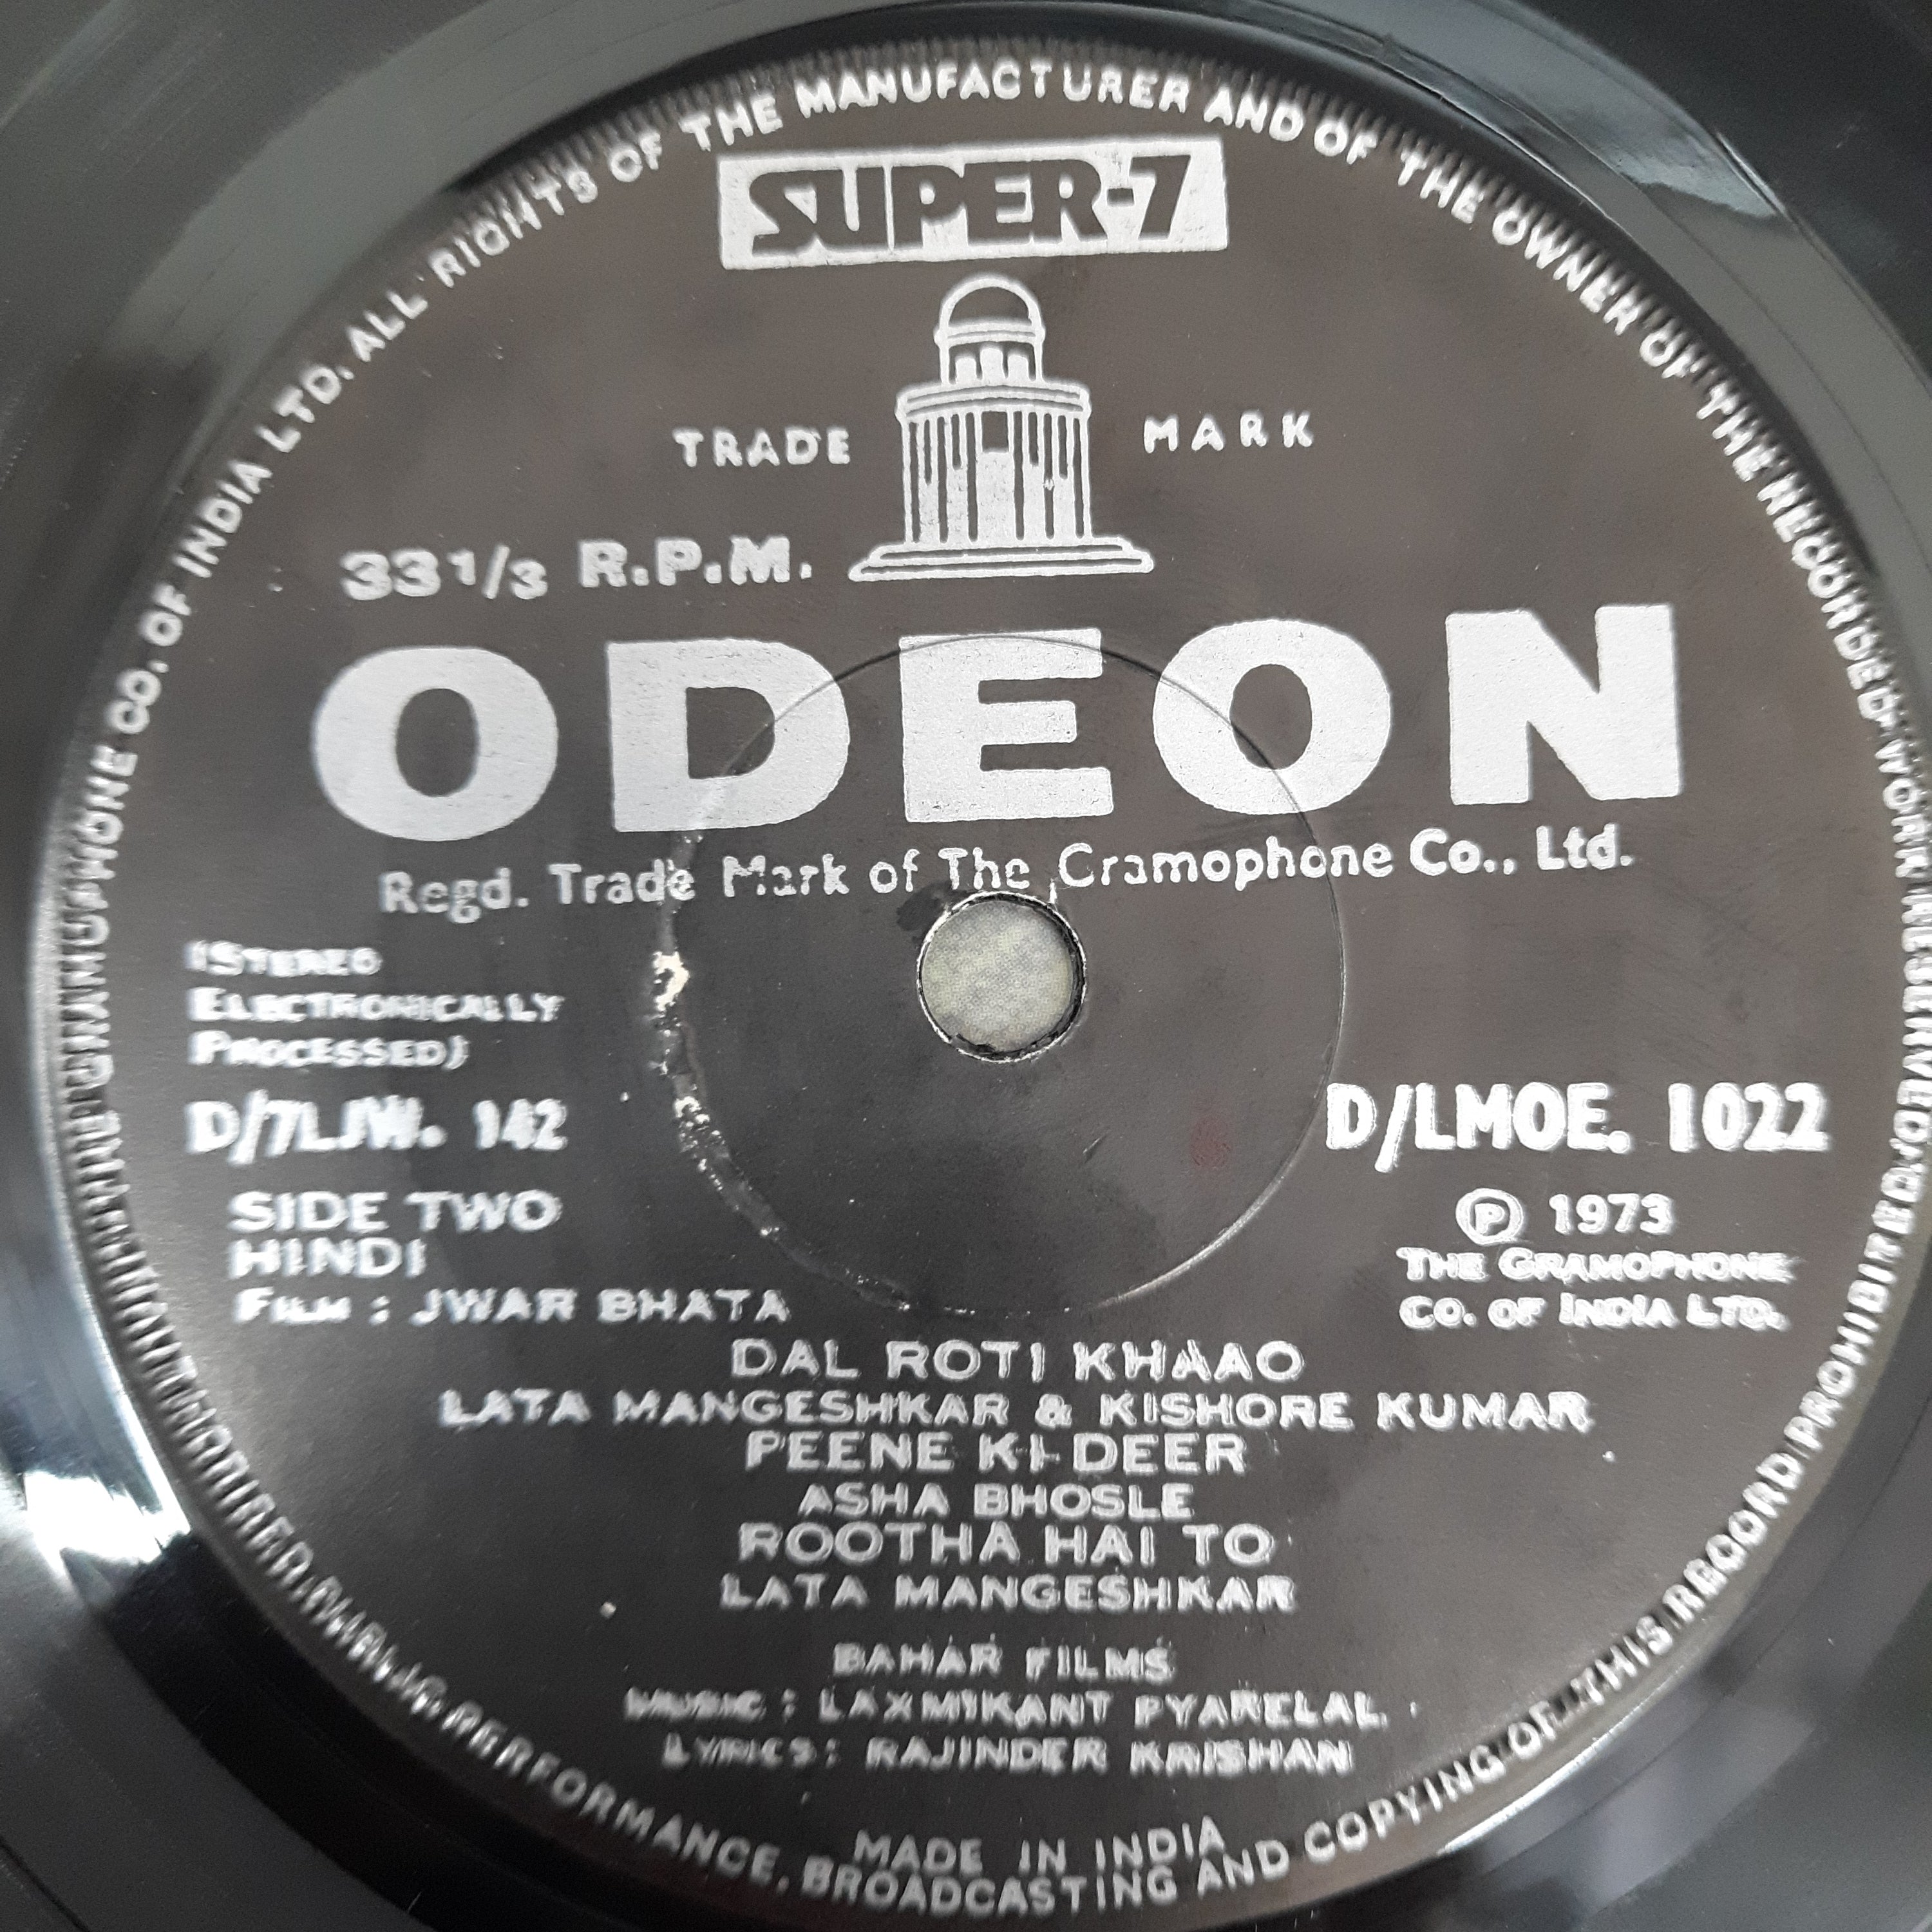 THE GRAMOPHONE CO. OF INDIA LTD. ALL RIGHTS OF THE MANUFACTURER AND OF THE OWNER OF THE RECORDED WORK RESERVED.
PROHIBITED. PUBLIC PERFORMANCE, BROADCASTING AND COPYING OF THIS RECORD
SUPER-7
TRADE MARK
33 1/3 R.P.M.
ODEON
Regd. Trade Mark of The Gramophone Co., Ltd.
(STEREO
ELECTRONICALLY
PROCESSED)
D/7LJW. 142
D/LMOE. 1022
SIDE TWO
℗ 1973
HINDI
THE GRAMOPHONE
CO. OF INDIA LTD.
FILM : JWAR BHATA
DAL ROTI KHAAO
LATA MANGESHKAR & KISHORE KUMAR
PEENE KI DEER
ASHA BHOSLE
ROOTHA HAI TO
LATA MANGESHKAR
BAHAR FILMS
MUSIC : LAXMIKANT PYARELAL
LYRICS : RAJINDER KRISHAN
MADE IN INDIA